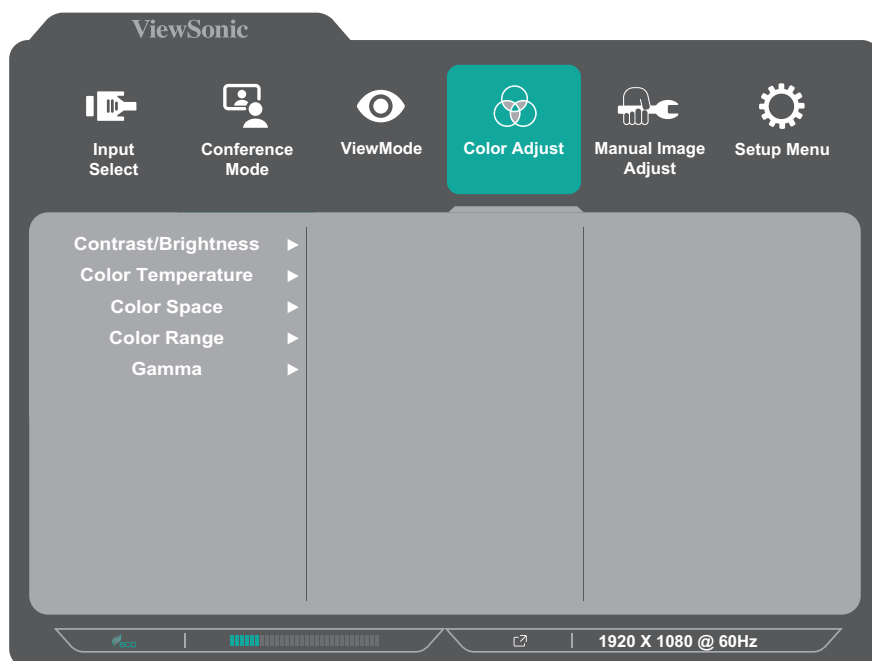 ViewSonic
Input
Select
Conference
Mode
ViewMode
Color Adjust
Manual Image
Adjust
Setup Menu
Contrast/Brightness
Color Temperature
Color Space
Color Range
Gamma
eco
1920 X 1080 @ 60Hz